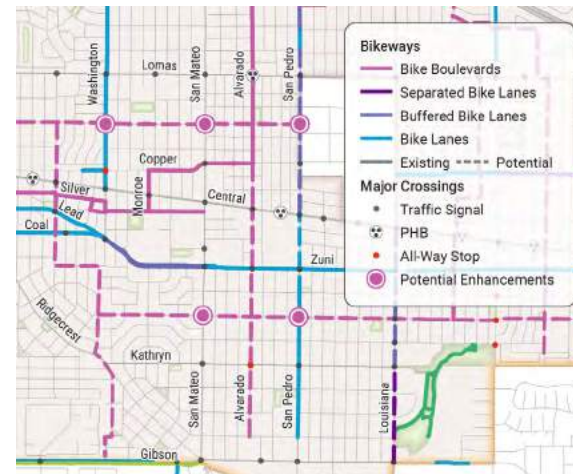 Washington
Lomas
San Mateo
Alvarado
San Pedro
Copper
Silver
Monroe
Central
Lead
Coal
Zuni
Ridgecrest
Kathryn
San Mateo
Alvarado
San Pedro
Louisiana
Gibson
Bikeways
Bike Boulevards
Separated Bike Lanes
Buffered Bike Lanes
Bike Lanes
Existing Potential
Major Crossings
Traffic Signal
PHB
All-Way Stop
Potential Enhancements